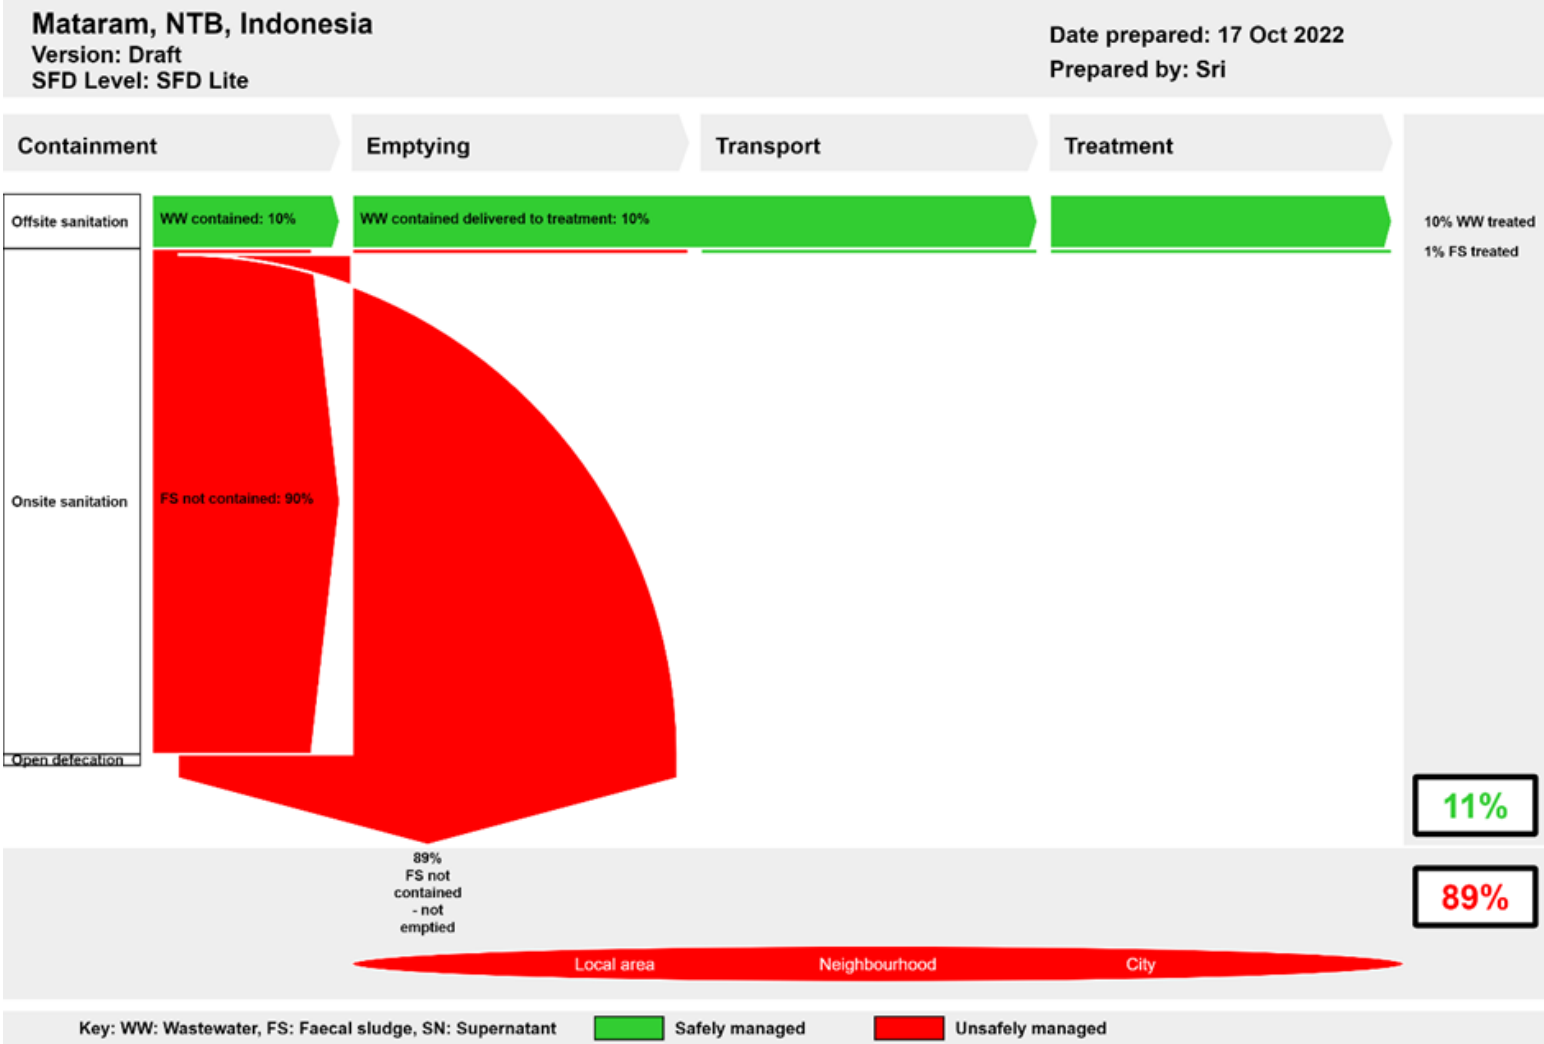 Mataram, NTB, Indonesia
Version: Draft
SFD Level: SFD Lite
Date prepared: 17 Oct 2022
Prepared by: Sri
Containment
Emptying
Transport
Treatment
Offsite sanitation
WW contained: 10%
WW contained delivered to treatment: 10%
10% WW treated
1% FS treated
Onsite sanitation
FS not contained: 90%
Open defecation
11%
89%
FS not
contained
- not
emptied
89%
Local area
Neighbourhood
City
Key: WW: Wastewater, FS: Faecal sludge, SN: Supernatant
Safely managed
Unsafely managed